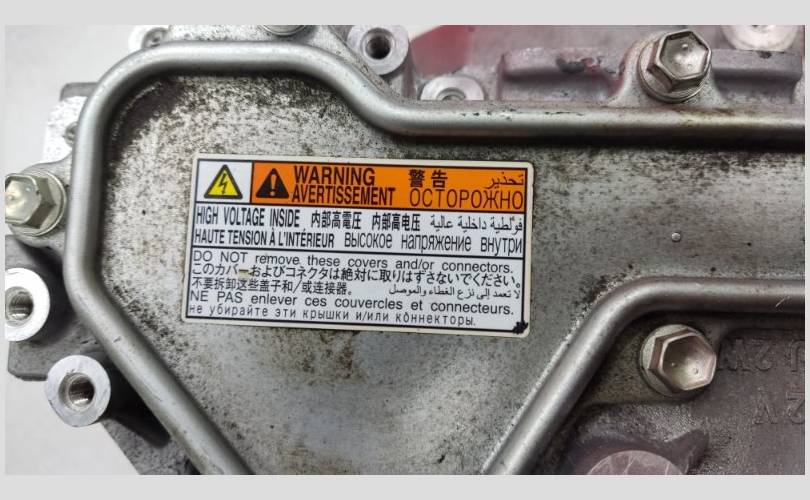 WARNING 警告 تحذير
AVERTISSEMENT ОСТОРОЖНО
HIGH VOLTAGE INSIDE 内部高電圧 内部高电压 فولطية داخلية عالية
HAUTE TENSION À L'INTÉRIEUR высокое напряжение внутри
DO NOT remove these covers and/or connectors.
このカバーおよびコネクタは絶対に取りはずさないでください。
不要拆卸这些盖子和/或连接器。 لا تعمد إلى نزع الغطاء والموصل
NE PAS enlever ces couvercles et connecteurs.
не убирайте эти крышки и/или коннекторы.